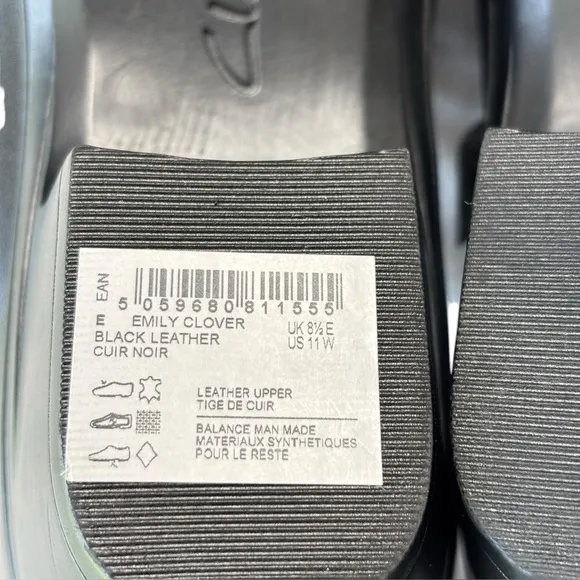 EAN
5 059680 811555
E EMILY CLOVER
BLACK LEATHER
CUIR NOIR
UK 8½ E
US 11 W
LEATHER UPPER
TIGE DE CUIR
BALANCE MAN MADE
MATERIAUX SYNTHETIQUES
POUR LE RESTE